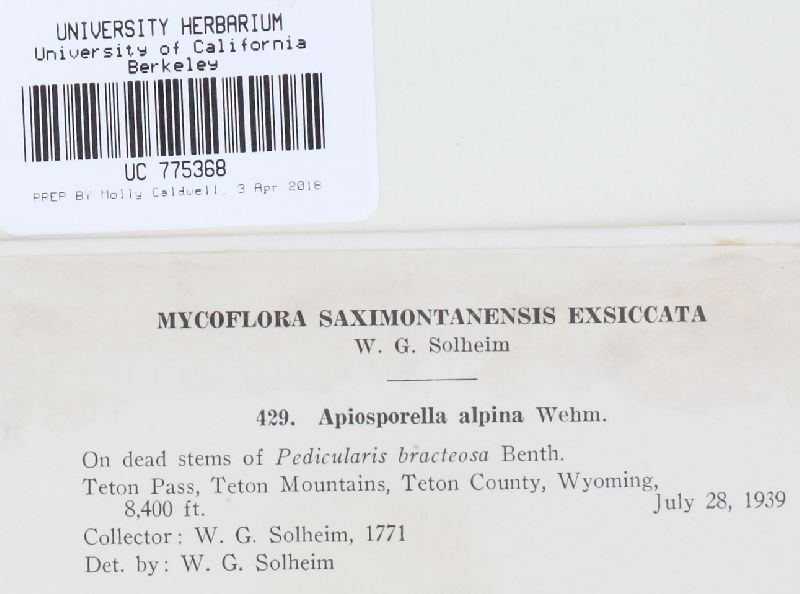 UNIVERSITY HERBARIUM
University of California
Berkeley
UC 775368
PREP BY Molly Caldwell, 3 Apr 2018
MYCOFLORA SAXIMONTANENSIS EXSICCATA
W. G. Solheim
429. Apiosporella alpina Wehm.
On dead stems of Pedicularis bracteosa Benth.
Teton Pass, Teton Mountains, Teton County, Wyoming,
8,400 ft. July 28, 1939
Collector: W. G. Solheim, 1771
Det. by: W. G. Solheim